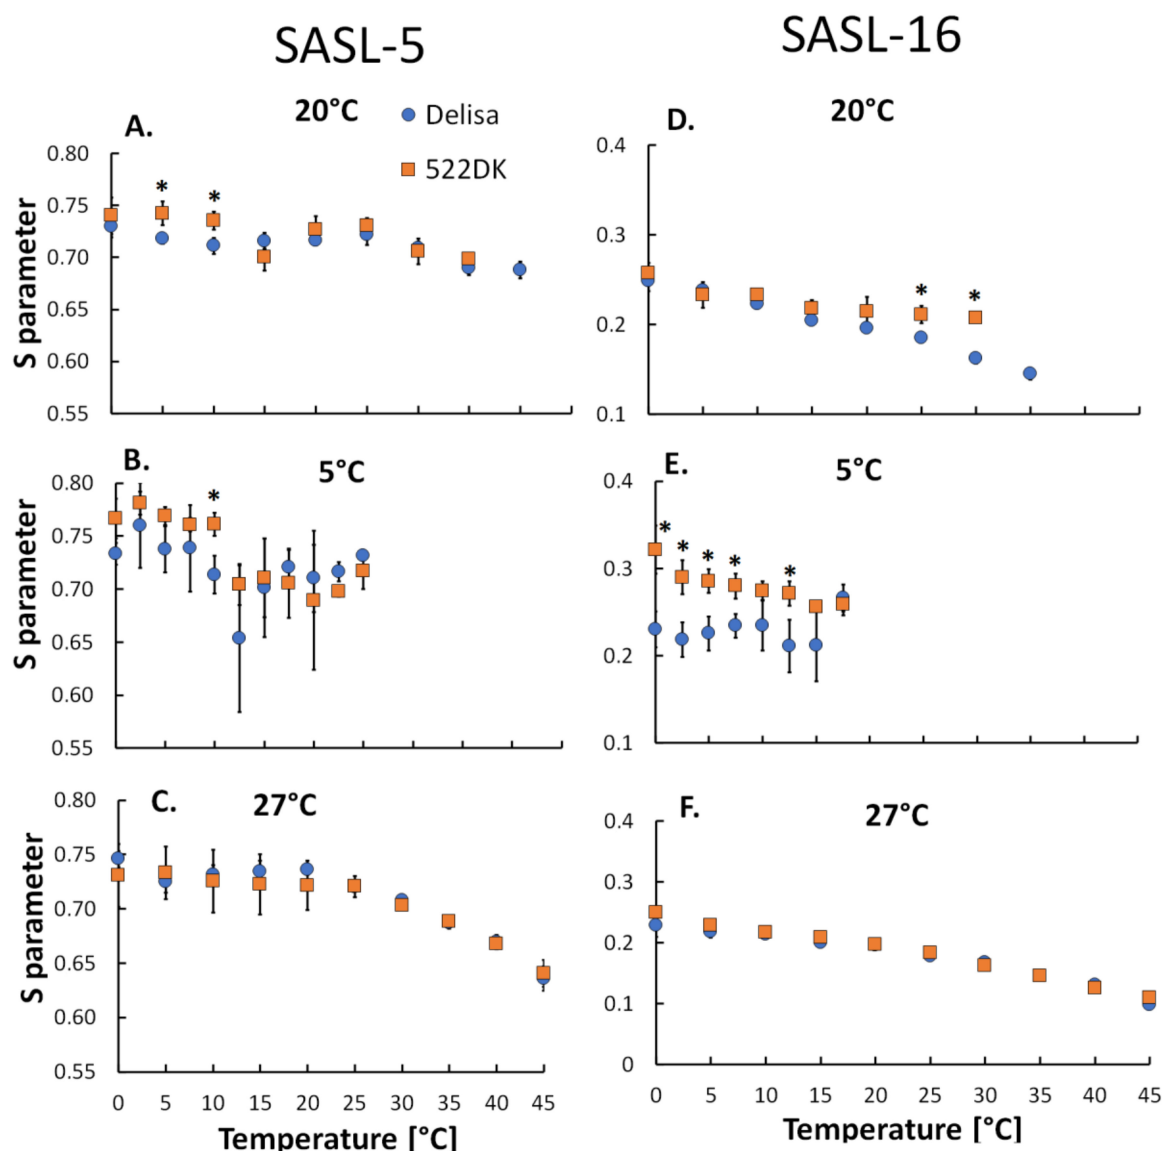 SASL-5
SASL-16
A.
20°C
Delisa
522DK
S parameter
0.80
0.75
0.70
0.65
0.60
0.55
*
*
D.
20°C
0.4
0.3
0.2
0.1
*
*
B.
5°C
S parameter
0.80
0.75
0.70
0.65
0.60
0.55
*
E.
5°C
0.4
0.3
0.2
0.1
*
*
*
*
*
C.
27°C
S parameter
0.80
0.75
0.70
0.65
0.60
0.55
0 5 10 15 20 25 30 35 40 45
Temperature [°C]
F.
27°C
0.4
0.3
0.2
0.1
0
0 5 10 15 20 25 30 35 40 45
Temperature [°C]